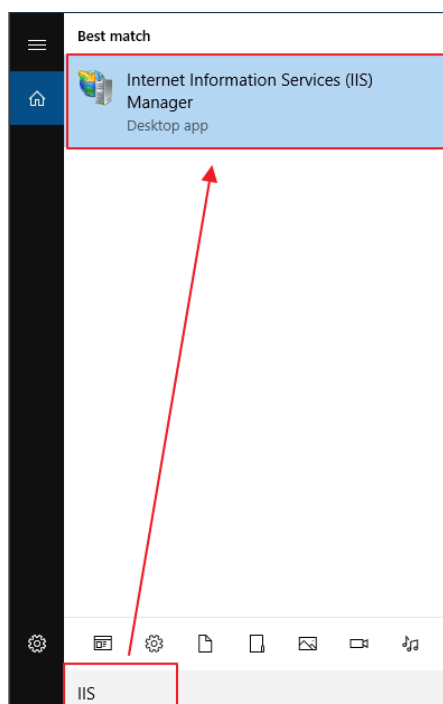 Best match
Internet Information Services (IIS)
Manager
Desktop app
IIS